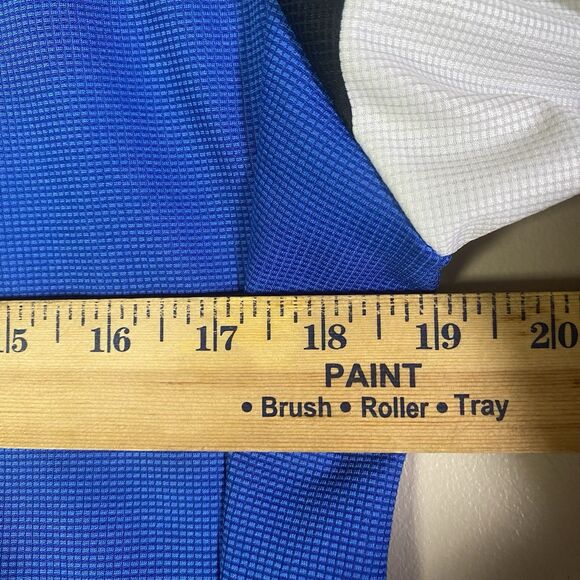 15 16 17 18 19 20
PAINT
• Brush • Roller • Tray